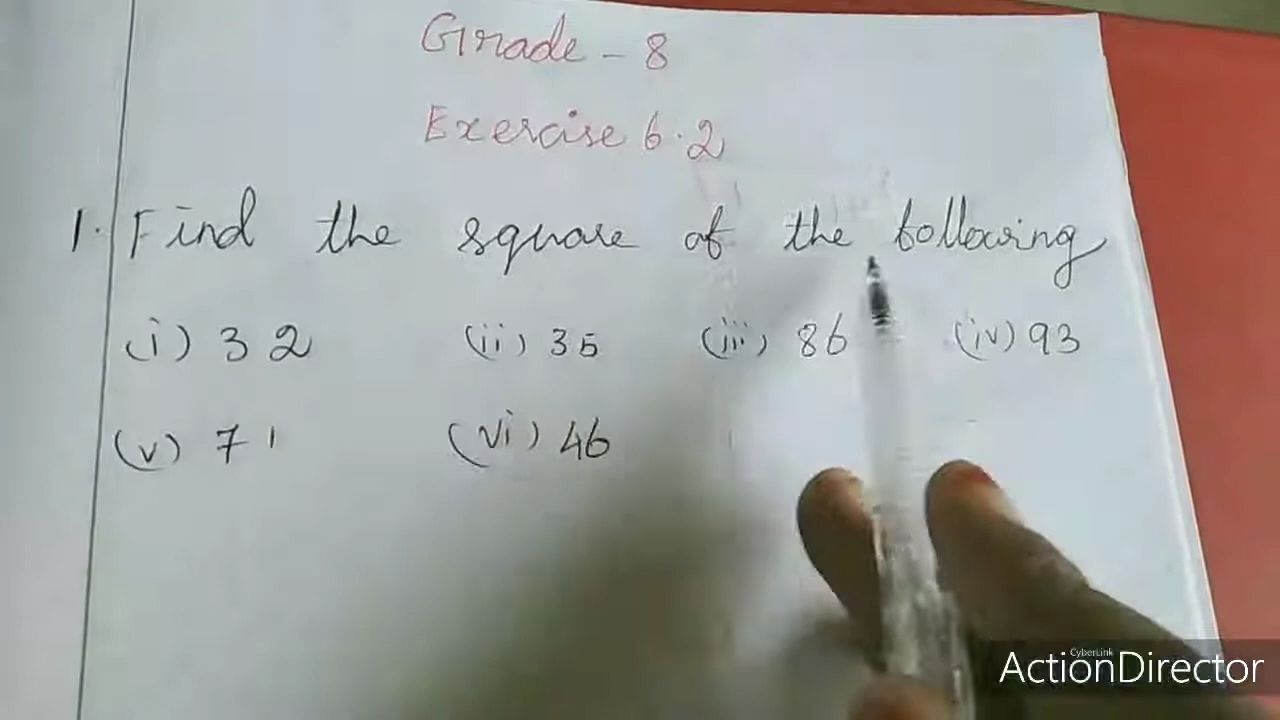 Grade - 8
Exercise 6.2
1. Find the square of the following
(i) 32 (ii) 35 (iii) 86 (iv) 93
(v) 71 (vi) 46
CyberLink
ActionDirector